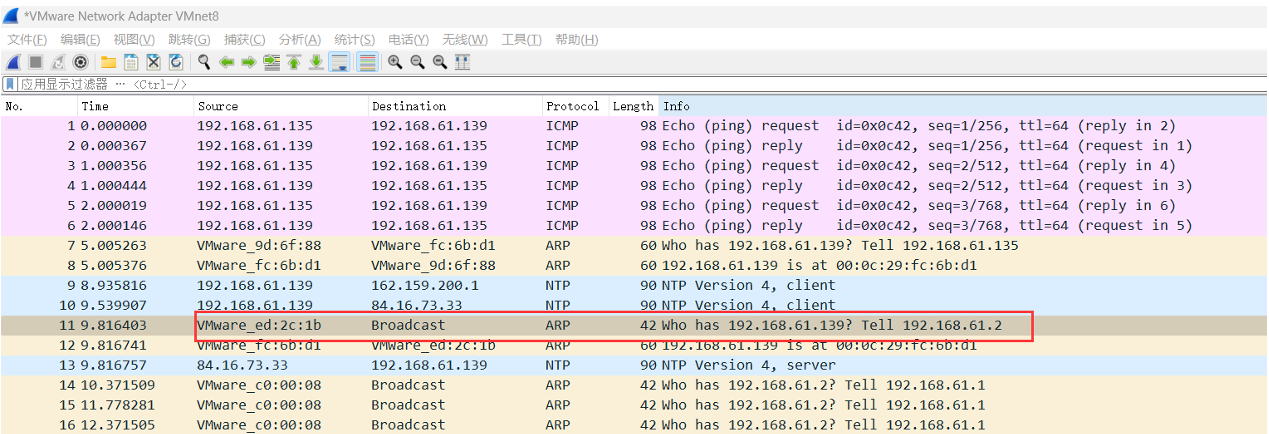 *VMware Network Adapter VMnet8
文件(F) 编辑(E) 视图(V) 跳转(G) 捕获(C) 分析(A) 统计(S) 电话(Y) 无线(W) 工具(T) 帮助(H)
应用显示过滤器 … <Ctrl-/>
No. Time Source Destination Protocol Length Info
1 0.000000 192.168.61.135 192.168.61.139 ICMP 98 Echo (ping) request id=0x0c42, seq=1/256, ttl=64 (reply in 2)
2 0.000367 192.168.61.139 192.168.61.135 ICMP 98 Echo (ping) reply id=0x0c42, seq=1/256, ttl=64 (request in 1)
3 1.000356 192.168.61.135 192.168.61.139 ICMP 98 Echo (ping) request id=0x0c42, seq=2/512, ttl=64 (reply in 4)
4 1.000444 192.168.61.139 192.168.61.135 ICMP 98 Echo (ping) reply id=0x0c42, seq=2/512, ttl=64 (request in 3)
5 2.000019 192.168.61.135 192.168.61.139 ICMP 98 Echo (ping) request id=0x0c42, seq=3/768, ttl=64 (reply in 6)
6 2.000146 192.168.61.139 192.168.61.135 ICMP 98 Echo (ping) reply id=0x0c42, seq=3/768, ttl=64 (request in 5)
7 5.005263 VMware_9d:6f:88 VMware_fc:6b:d1 ARP 60 Who has 192.168.61.139? Tell 192.168.61.135
8 5.005376 VMware_fc:6b:d1 VMware_9d:6f:88 ARP 60 192.168.61.139 is at 00:0c:29:fc:6b:d1
9 8.935816 192.168.61.139 162.159.200.1 NTP 90 NTP Version 4, client
10 9.539907 192.168.61.139 84.16.73.33 NTP 90 NTP Version 4, client
11 9.816403 VMware_ed:2c:1b Broadcast ARP 42 Who has 192.168.61.139? Tell 192.168.61.2
12 9.816741 VMware_fc:6b:d1 VMware_ed:2c:1b ARP 60 192.168.61.139 is at 00:0c:29:fc:6b:d1
13 9.816757 84.16.73.33 192.168.61.139 NTP 90 NTP Version 4, server
14 10.371509 VMware_c0:00:08 Broadcast ARP 42 Who has 192.168.61.2? Tell 192.168.61.1
15 11.778281 VMware_c0:00:08 Broadcast ARP 42 Who has 192.168.61.2? Tell 192.168.61.1
16 12.371505 VMware_c0:00:08 Broadcast ARP 42 Who has 192.168.61.2? Tell 192.168.61.1